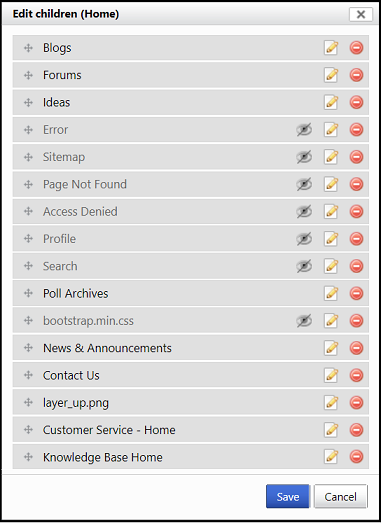 Edit children (Home)
Blogs
Forums
Ideas
Error
Sitemap
Page Not Found
Access Denied
Profile
Search
Poll Archives
bootstrap.min.css
News & Announcements
Contact Us
layer_up.png
Customer Service - Home
Knowledge Base Home
Save Cancel